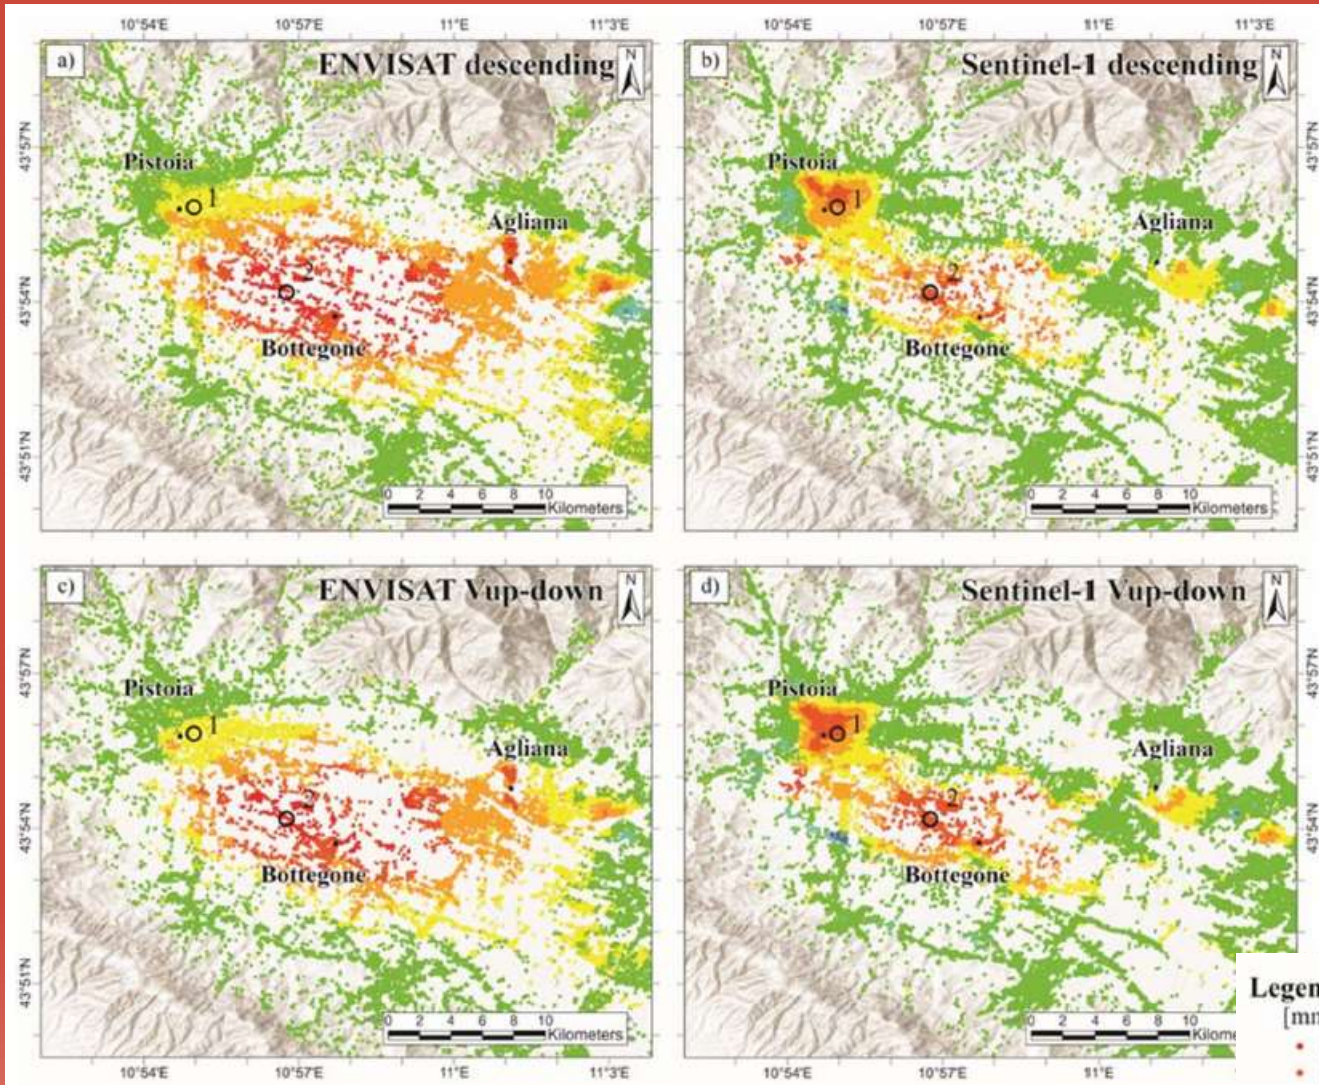 10°54'E 10°57'E 11°E 11°3'E 10°54'E 10°57'E 11°E 11°3'E
a) ENVISAT descending N
b) Sentinel-1 descending N
43°57'N 43°57'N
Pistoia Pistoia
1 1
Agliana Agliana
2 2
43°54'N 43°54'N
Bottegone Bottegone
43°51'N 43°51'N
0 2 4 6 8 10 0 2 4 6 8 10
Kilometers Kilometers
c) ENVISAT Vup-down N
d) Sentinel-1 Vup-down N
43°57'N 43°57'N
Pistoia Pistoia
1 1
Agliana Agliana
2 2
43°54'N 43°54'N
Bottegone Bottegone
43°51'N
Legen
[mm
0 2 4 6 8 10 0 2 4 6 8 10
Kilometers Kilometers
10°54'E 10°57'E 11°E 11°3'E 10°54'E 10°57'E 11°E